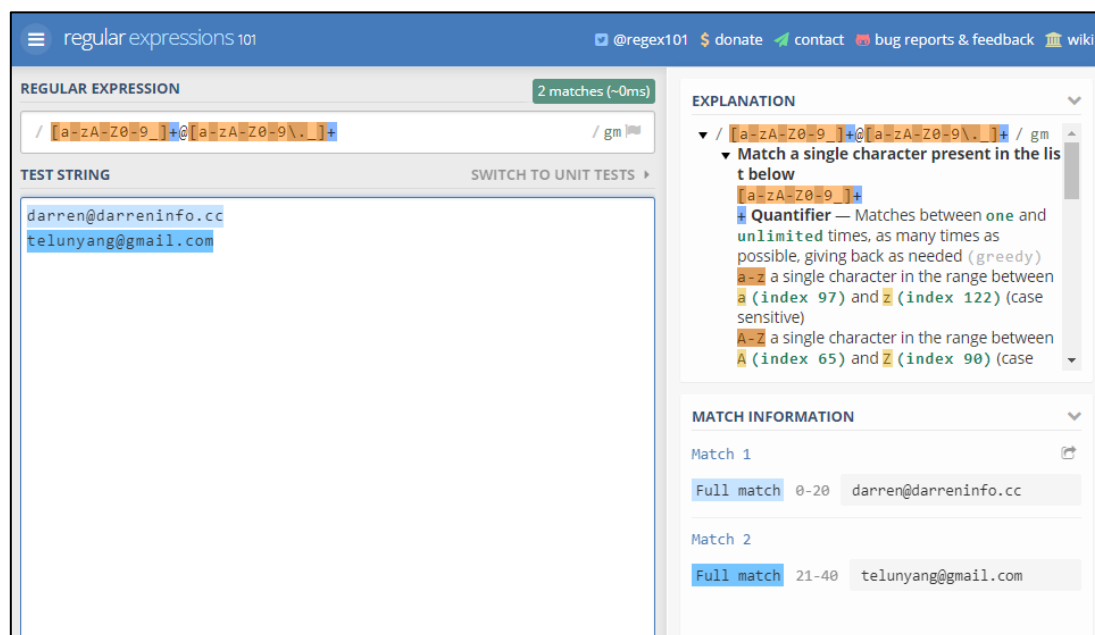 regular expressions 101
@regex101 $ donate contact bug reports & feedback wiki
REGULAR EXPRESSION
2 matches (~0ms)
/ [a-zA-Z0-9_]+@[a-zA-Z0-9\._]+ / gm
TEST STRING
SWITCH TO UNIT TESTS
darren@darreninfo.cc
telunyang@gmail.com
EXPLANATION
/ [a-zA-Z0-9_]+@[a-zA-Z0-9\._]+ / gm
Match a single character present in the lis
t below
[a-zA-Z0-9_]+
+ Quantifier — Matches between one and
unlimited times, as many times as
possible, giving back as needed (greedy)
a-z a single character in the range between
a (index 97) and z (index 122) (case
sensitive)
A-Z a single character in the range between
A (index 65) and Z (index 90) (case
MATCH INFORMATION
Match 1
Full match 0-20 darren@darreninfo.cc
Match 2
Full match 21-40 telunyang@gmail.com